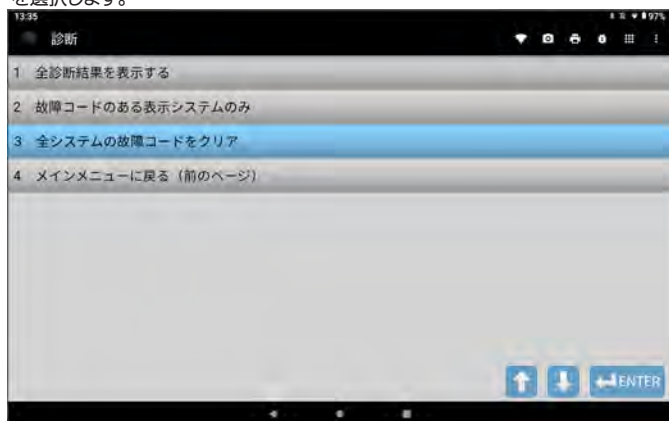 を選択します。
13:35
97%
診断
1 全診断結果を表示する
2 故障コードのある表示システムのみ
3 全システムの故障コードをクリア
4 メインメニューに戻る（前のページ）
ENTER